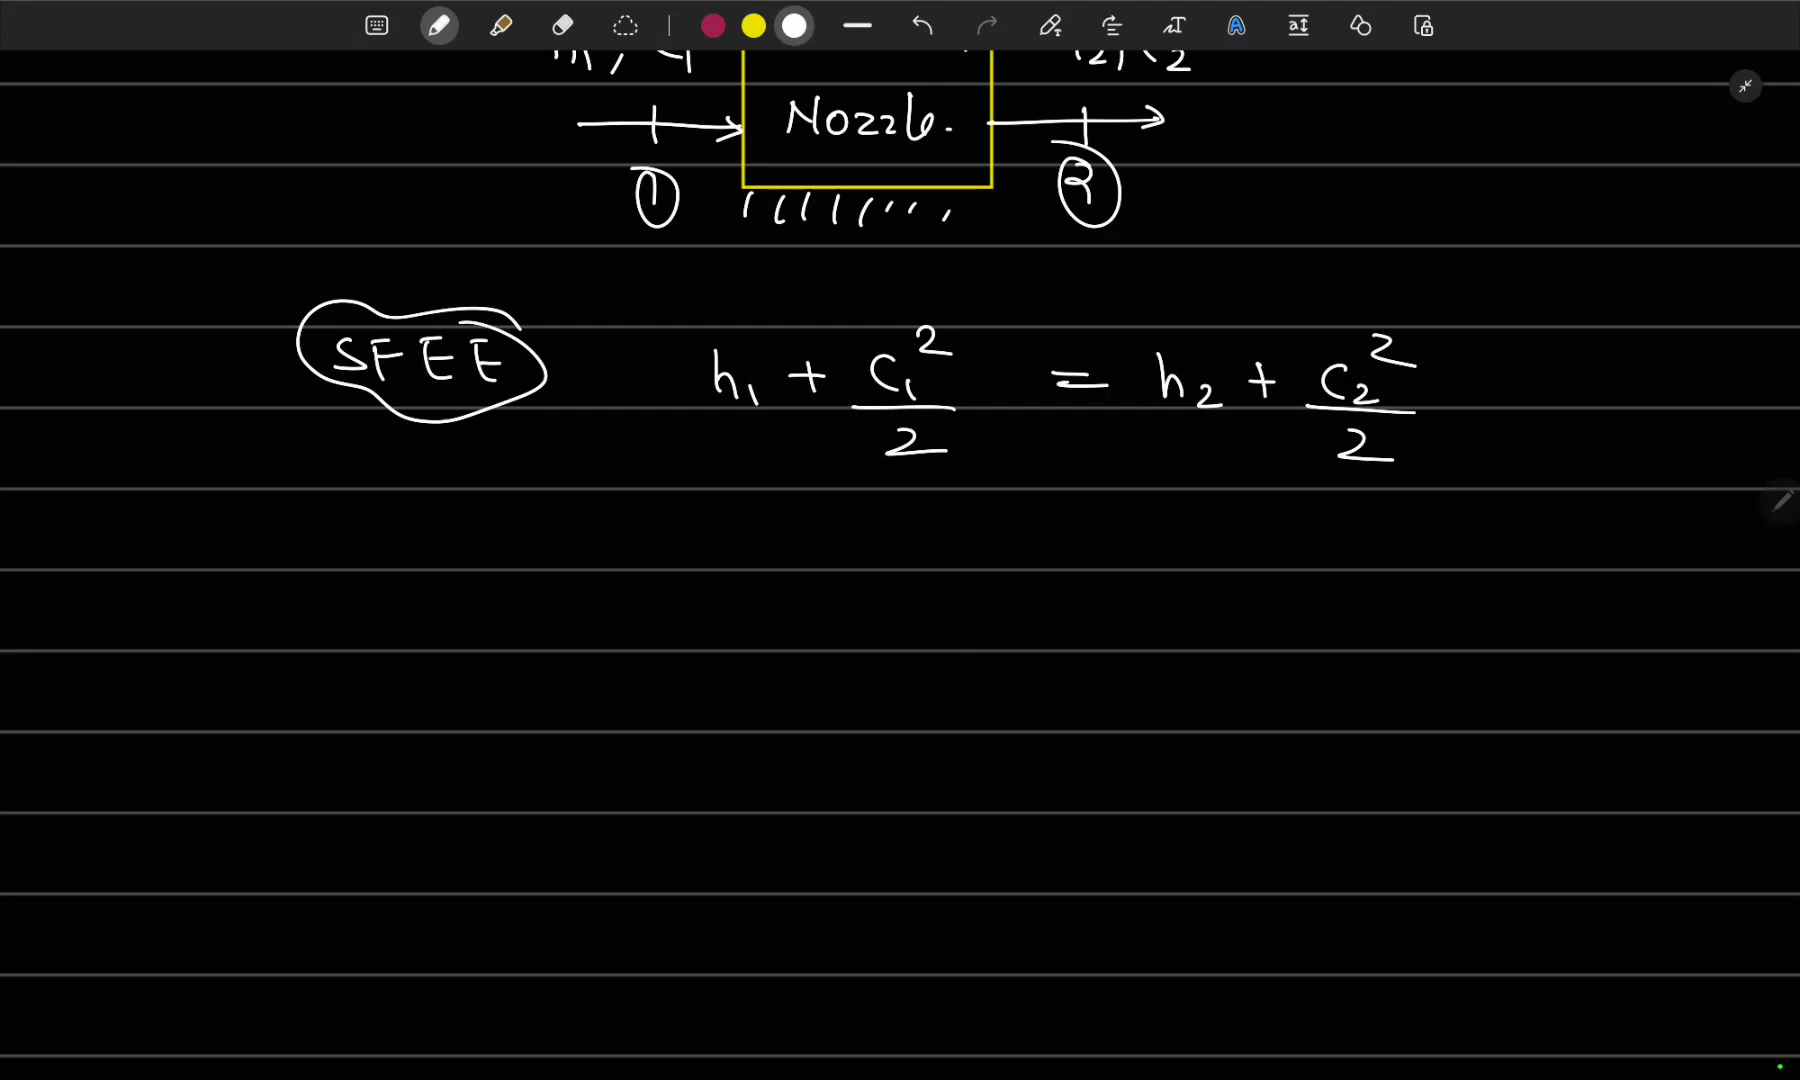 Nozzle.
1 2
SFEE h₁ + C₁²/2 = h₂ + C₂²/2